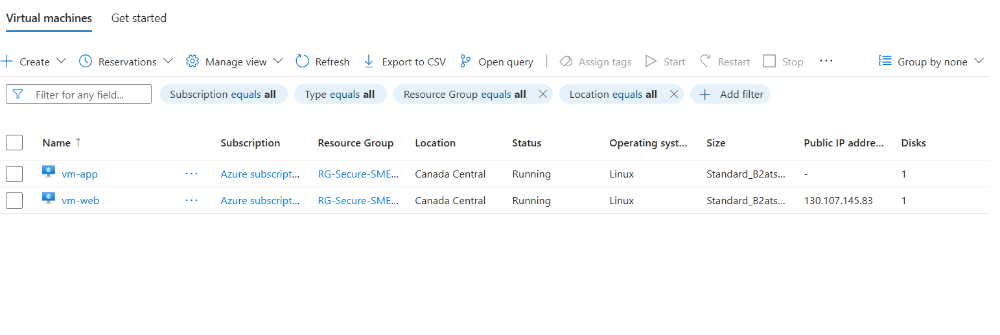 Virtual machines Get started
Create Reservations Manage view Refresh Export to CSV Open query Assign tags Start Restart Stop ... Group by none
Filter for any field... Subscription equals all Type equals all Resource Group equals all Location equals all Add filter
Name ↑ Subscription Resource Group Location Status Operating syst... Size Public IP addre... Disks
vm-app ... Azure subscript... RG-Secure-SME... Canada Central Running Linux Standard_B2ats... - 1
vm-web ... Azure subscript... RG-Secure-SME... Canada Central Running Linux Standard_B2ats... 130.107.145.83 1